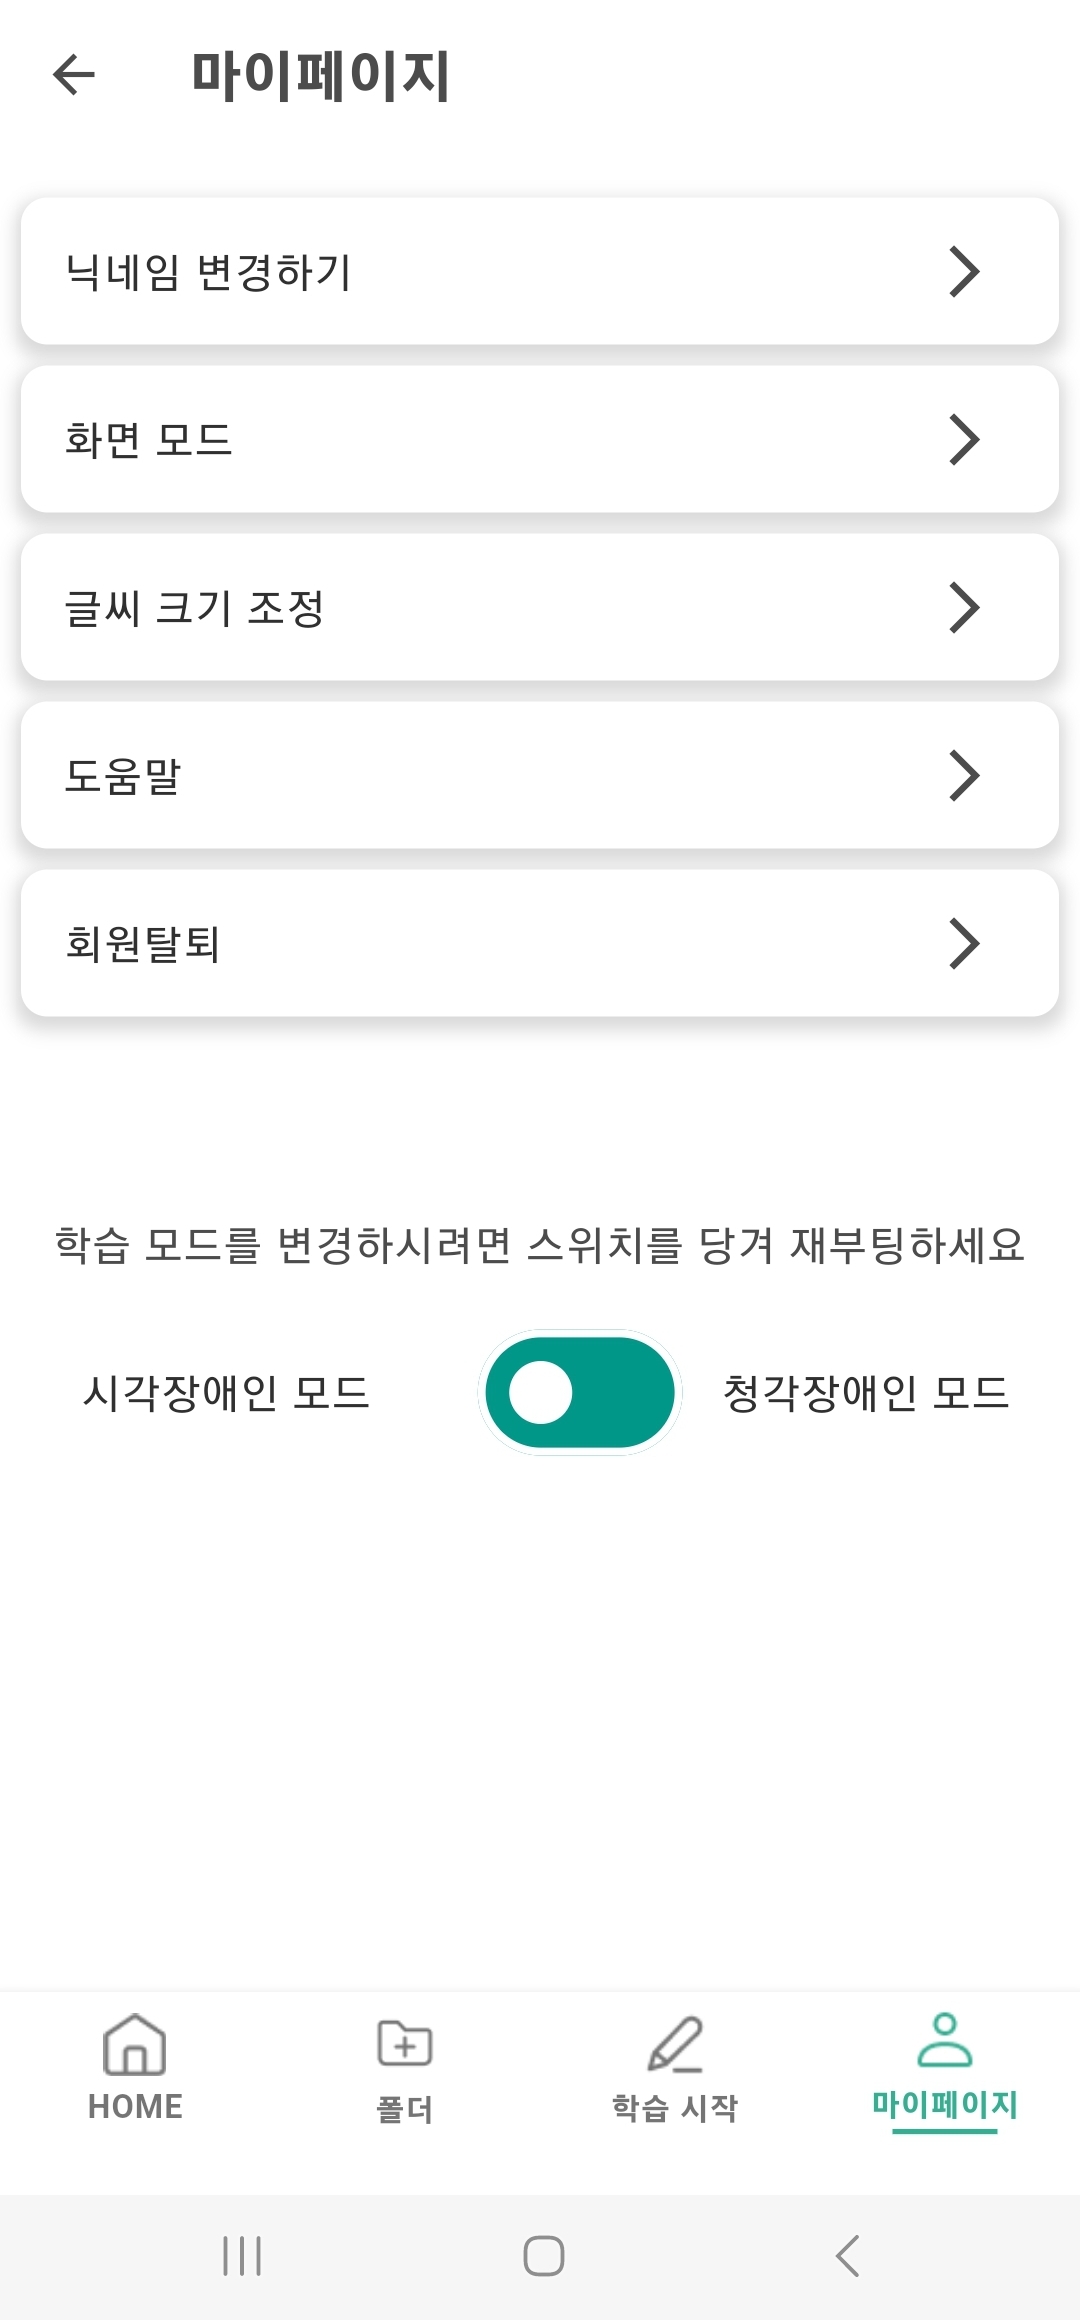 마이페이지
닉네임 변경하기
화면 모드
글씨 크기 조정
도움말
회원탈퇴
학습 모드를 변경하시려면 스위치를 당겨 재부팅하세요
시각장애인 모드
청각장애인 모드
HOME
폴더
학습 시작
마이페이지